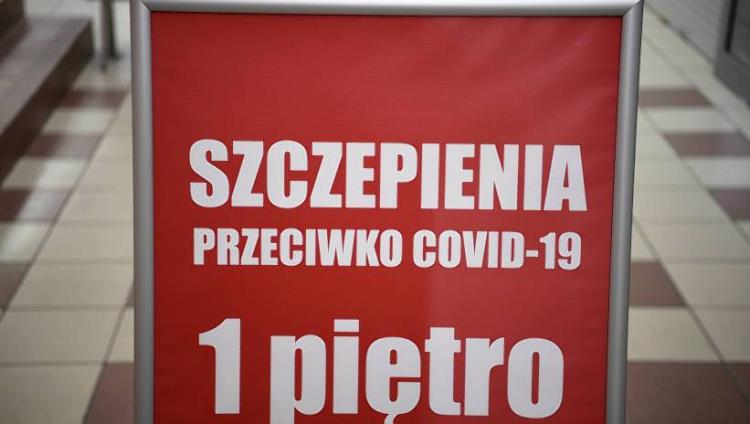 SZCZEPIENIA
PRZECIWKO COVID-19
1 piętro